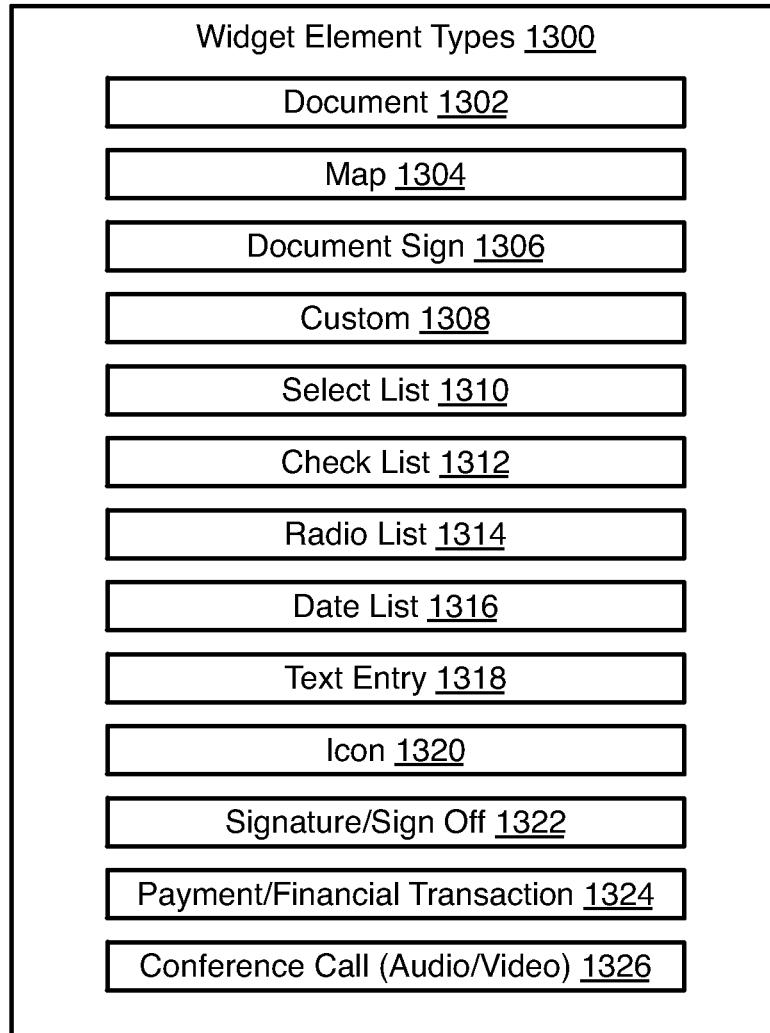 Widget Element Types 1300
Document 1302
Map 1304
Document Sign 1306
Custom 1308
Select List 1310
Check List 1312
Radio List 1314
Date List 1316
Text Entry 1318
Icon 1320
Signature/Sign Off 1322
Payment/Financial Transaction 1324
Conference Call (Audio/Video) 1326